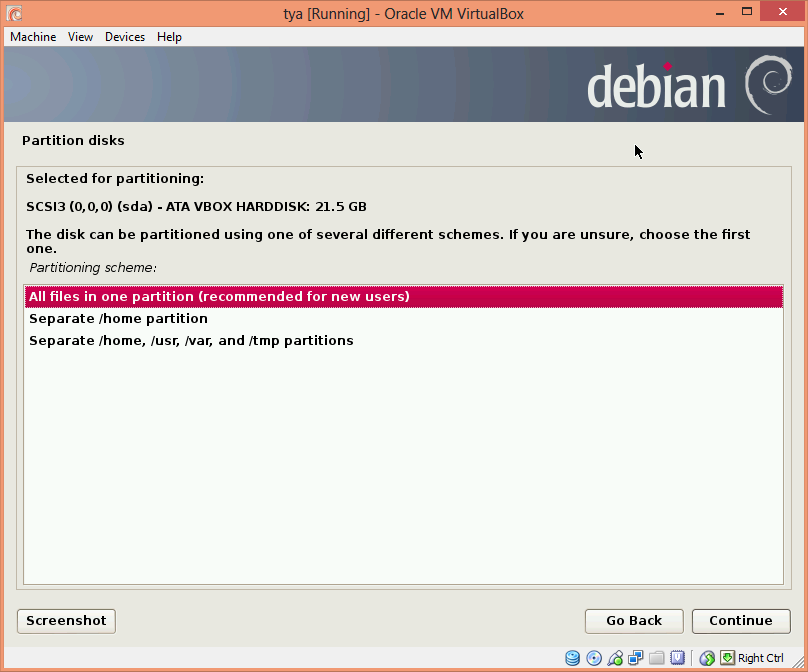 tya [Running] - Oracle VM VirtualBox
Machine View Devices Help
debian
Partition disks
Selected for partitioning:
SCSI3 (0,0,0) (sda) - ATA VBOX HARDDISK: 21.5 GB
The disk can be partitioned using one of several different schemes. If you are unsure, choose the first
one.
Partitioning scheme:
All files in one partition (recommended for new users)
Separate /home partition
Separate /home, /usr, /var, and /tmp partitions
Screenshot Go Back Continue
Right Ctrl